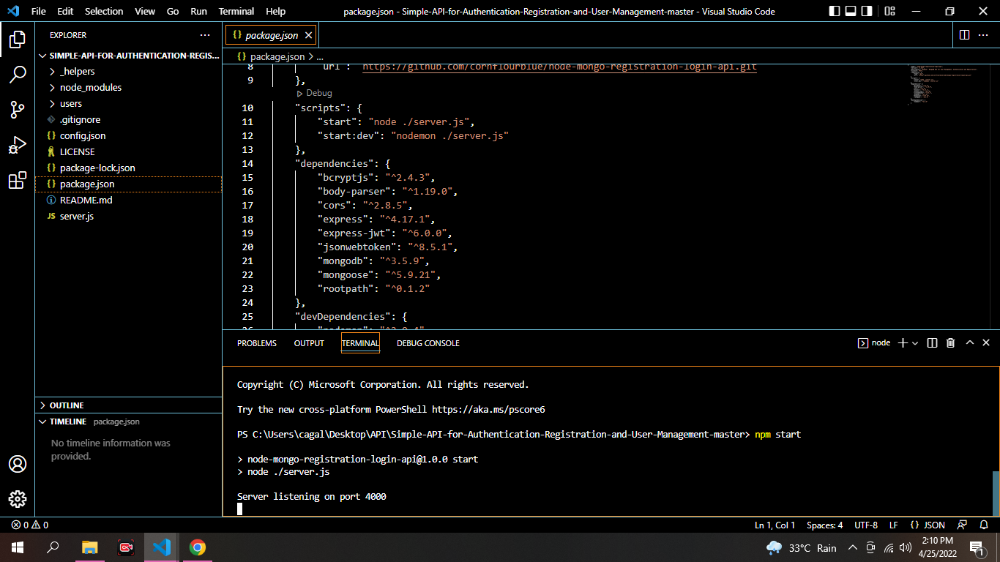 File Edit Selection View Go Run Terminal Help
package.json - Simple-API-for-Authentication-Registration-and-User-Management-master - Visual Studio Code
EXPLORER
SIMPLE-API-FOR-AUTHENTICATION-REGIS...
_helpers
node_modules
users
.gitignore
config.json
LICENSE
package-lock.json
package.json
README.md
server.js
OUTLINE
TIMELINE package.json
No timeline information was
provided.
package.json
package.json > ...
8 "url": "https://github.com/cornflourblue/node-mongo-registration-login-api.git"
9 },
Debug
10 "scripts": {
11 "start": "node ./server.js",
12 "start:dev": "nodemon ./server.js"
13 },
14 "dependencies": {
15 "bcryptjs": "^2.4.3",
16 "body-parser": "^1.19.0",
17 "cors": "^2.8.5",
18 "express": "^4.17.1",
19 "express-jwt": "^6.0.0",
20 "jsonwebtoken": "^8.5.1",
21 "mongodb": "^3.5.9",
22 "mongoose": "^5.9.21",
23 "rootpath": "^0.1.2"
24 },
25 "devDependencies": {
PROBLEMS OUTPUT TERMINAL DEBUG CONSOLE
node
Copyright (C) Microsoft Corporation. All rights reserved.
Try the new cross-platform PowerShell https://aka.ms/pscore6
PS C:\Users\cagal\Desktop\API\Simple-API-for-Authentication-Registration-and-User-Management-master> npm start
> node-mongo-registration-login-api@1.0.0 start
> node ./server.js
Server listening on port 4000
0 0
Ln 1, Col 1 Spaces: 4 UTF-8 LF {} JSON
33°C Rain
2:10 PM
4/25/2022
1